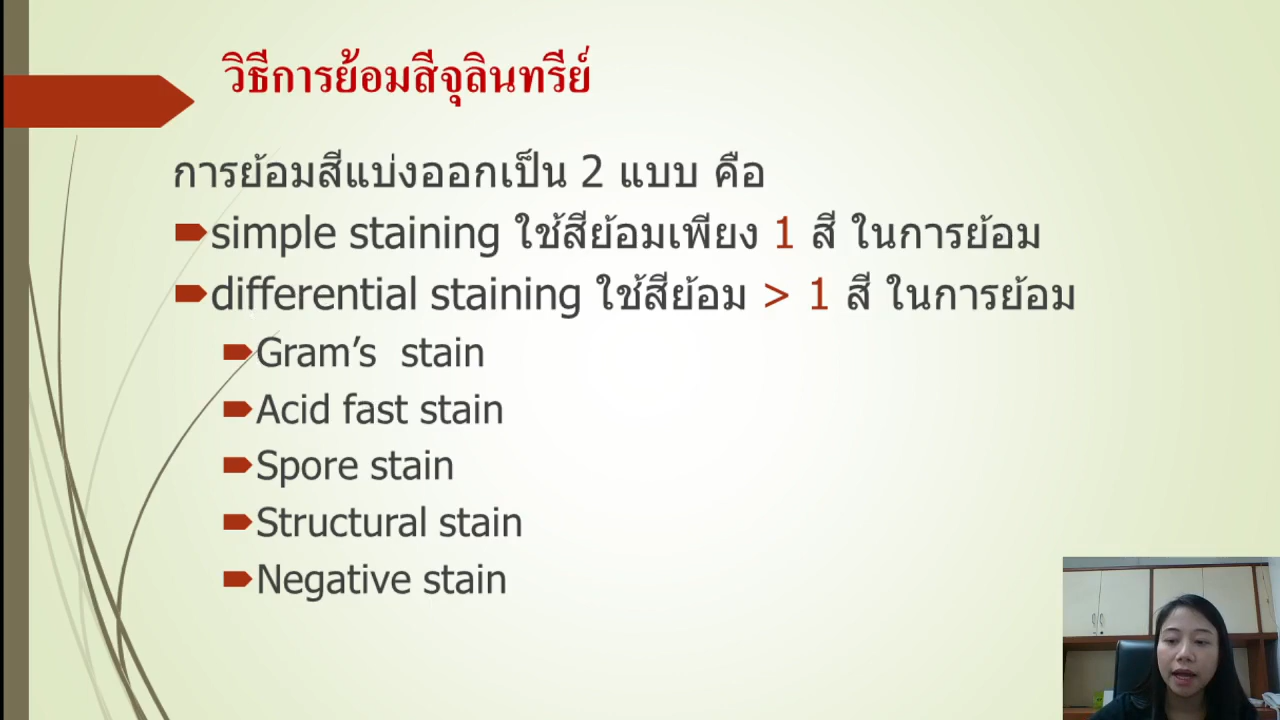 วิธีการย้อมสีจุลินทรีย์
การย้อมสีแบ่งออกเป็น 2 แบบ คือ
simple staining ใช้สีย้อมเพียง 1 สี ในการย้อม
differential staining ใช้สีย้อม > 1 สี ในการย้อม
Gram’s stain
Acid fast stain
Spore stain
Structural stain
Negative stain